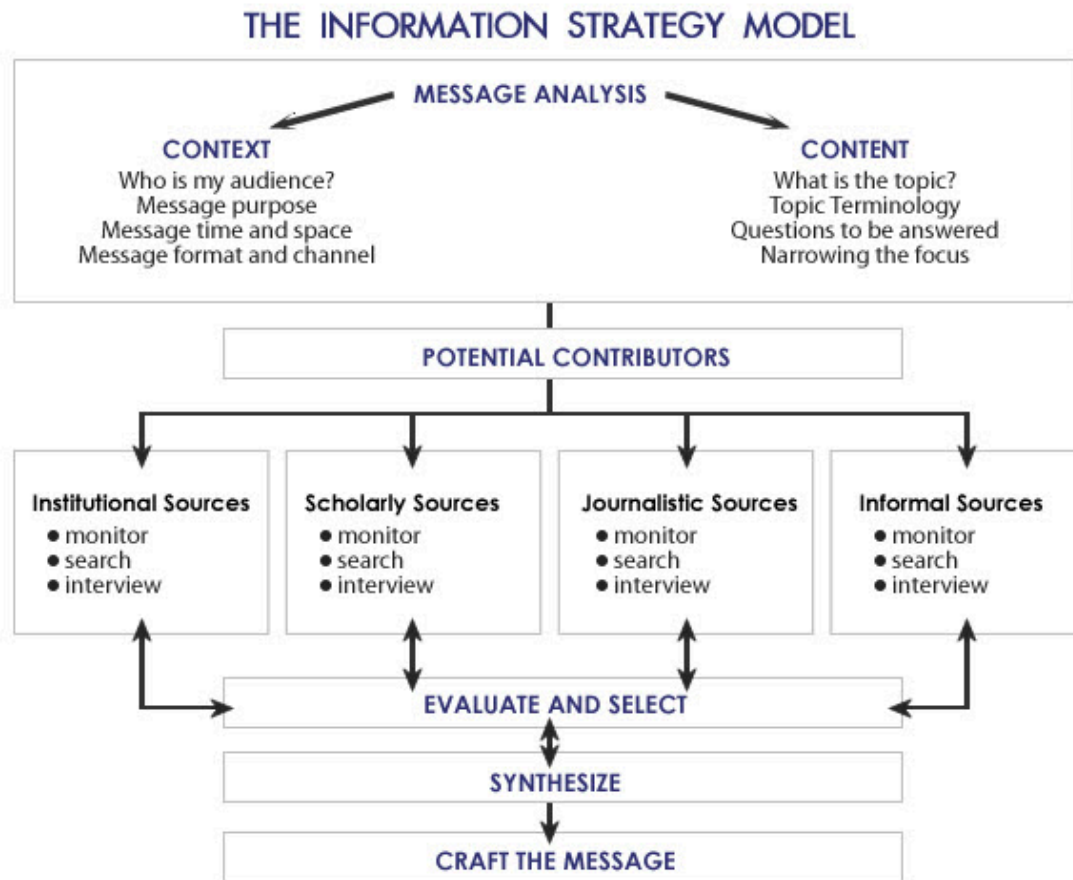 THE INFORMATION STRATEGY MODEL
MESSAGE ANALYSIS
CONTEXT
Who is my audience?
Message purpose
Message time and space
Message format and channel
CONTENT
What is the topic?
Topic Terminology
Questions to be answered
Narrowing the focus
POTENTIAL CONTRIBUTORS
Institutional Sources
● monitor
● search
● interview
Scholarly Sources
● monitor
● search
● interview
Journalistic Sources
● monitor
● search
● interview
Informal Sources
● monitor
● search
● interview
EVALUATE AND SELECT
SYNTHESIZE
CRAFT THE MESSAGE